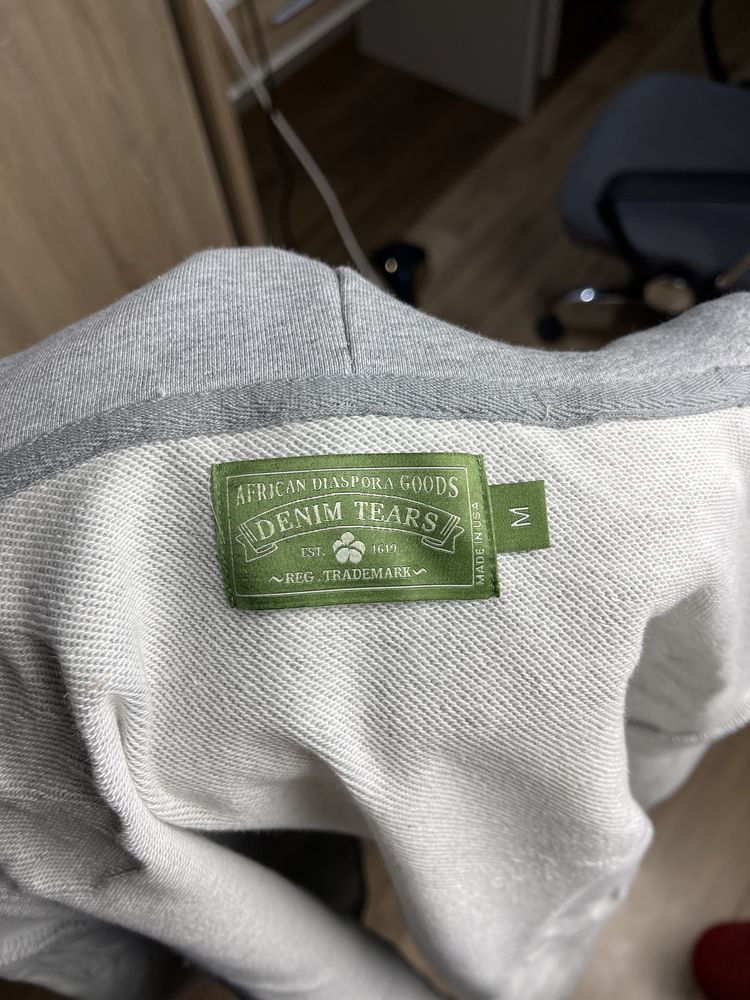 AFRICAN DIASPORA GOODS
DENIM TEARS
EST. 1619
~REG.TRADEMARK~
MADE IN USA
M